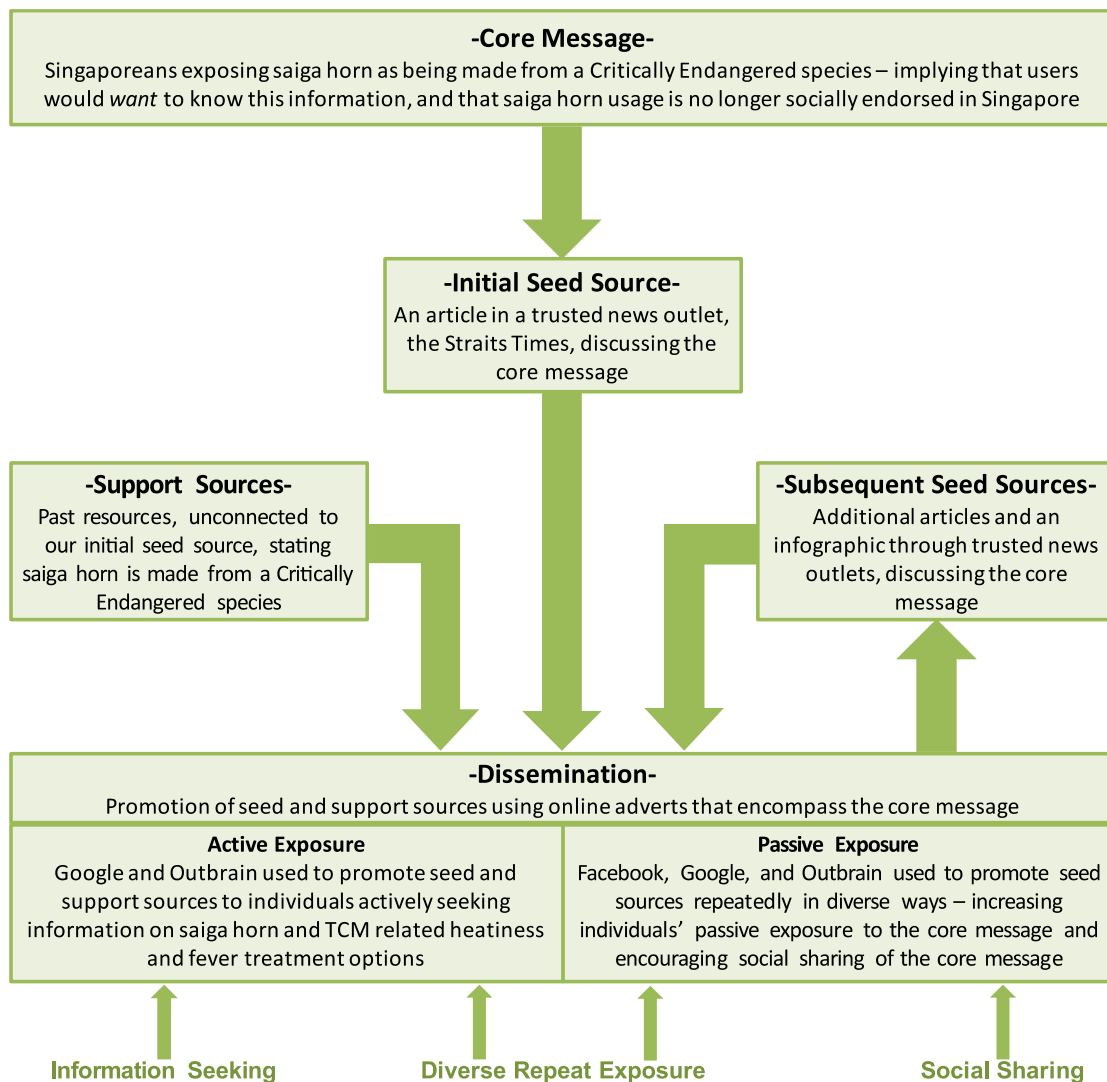 -Core Message-
Singaporeans exposing saiga horn as being made from a Critically Endangered species – implying that users
would want to know this information, and that saiga horn usage is no longer socially endorsed in Singapore
-Initial Seed Source-
An article in a trusted news outlet,
the Straits Times, discussing the
core message
-Support Sources-
Past resources, unconnected to
our initial seed source, stating
saiga horn is made from a Critically
Endangered species
-Subsequent Seed Sources-
Additional articles and an
infographic through trusted news
outlets, discussing the core
message
-Dissemination-
Promotion of seed and support sources using online adverts that encompass the core message
Active Exposure
Google and Outbrain used to promote seed and
support sources to individuals actively seeking
information on saiga horn and TCM related heatiness
and fever treatment options
Passive Exposure
Facebook, Google, and Outbrain used to promote seed
sources repeatedly in diverse ways – increasing
individuals’ passive exposure to the core message and
encouraging social sharing of the core message
Information Seeking
Diverse Repeat Exposure
Social Sharing